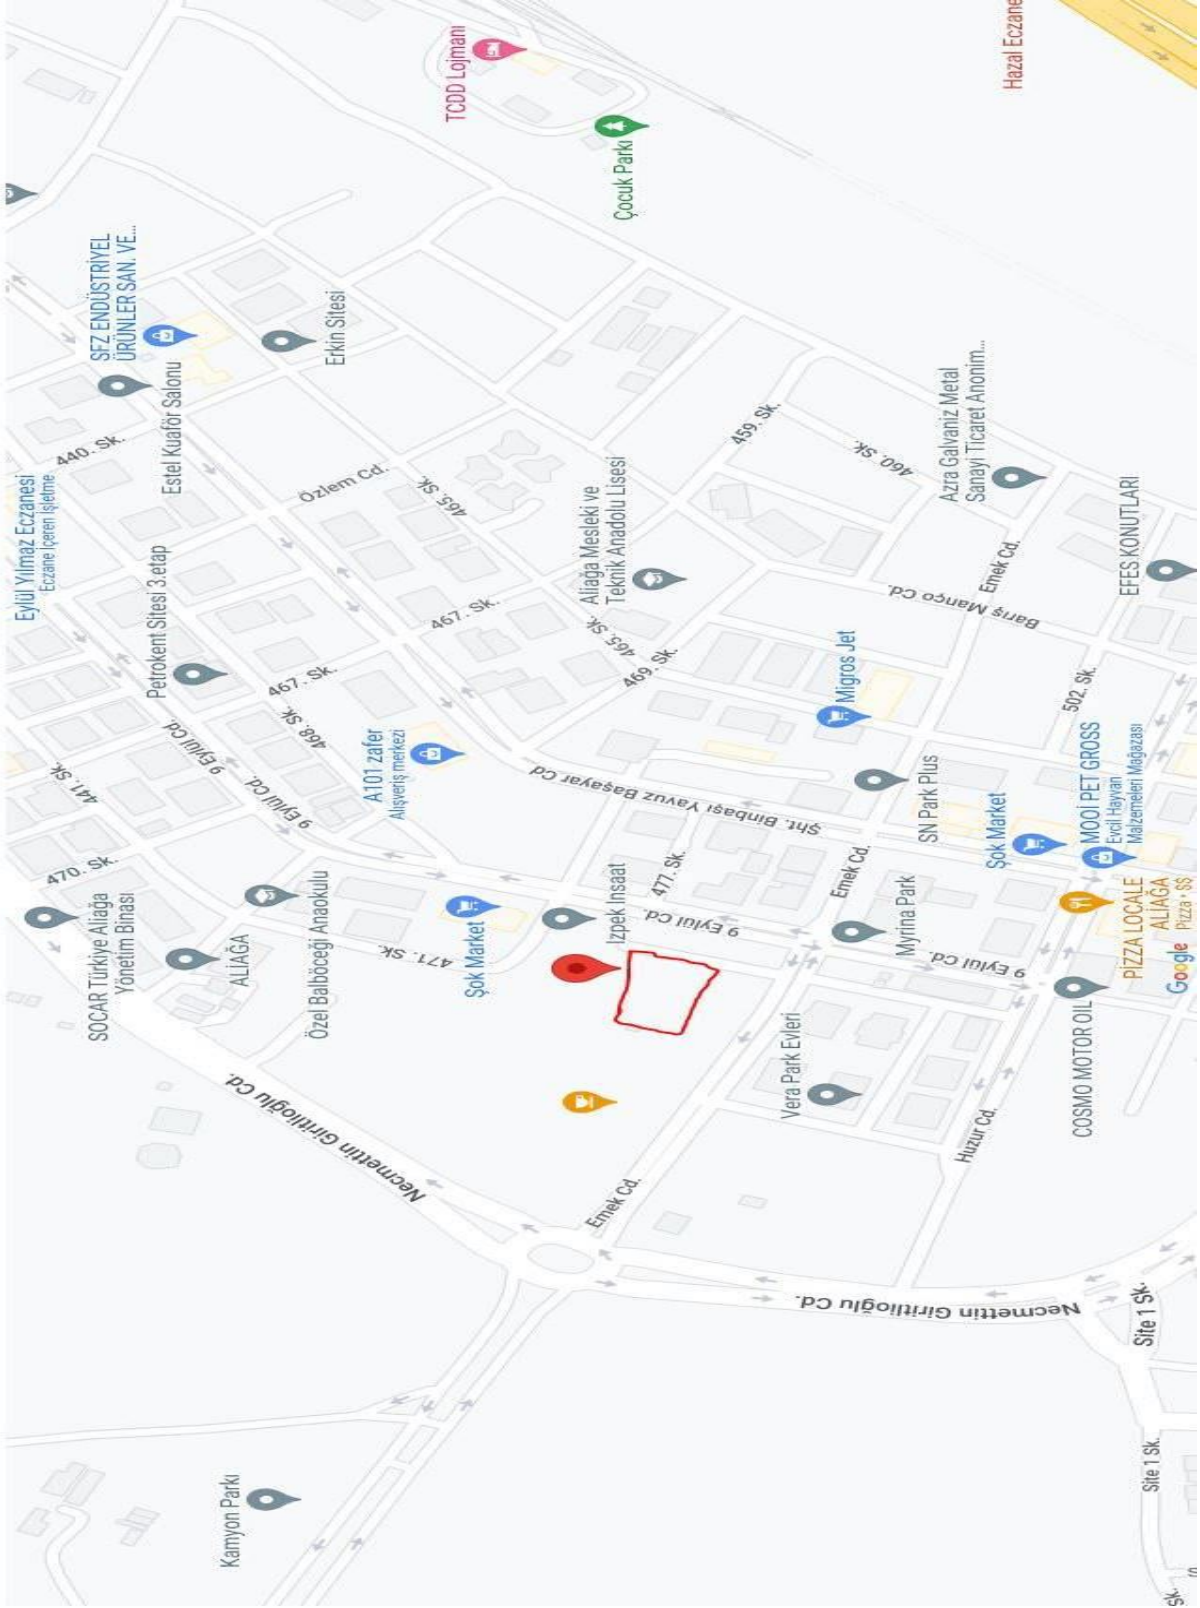 TCDD Lojmanı
Hazal Eczane
Çocuk Parkı
SFZ ENDÜSTRİYEL
ÜRÜNLER SAN. VE...
Estel Kuaför Salonu
Erkin Sitesi
440. Sk.
Eylül Yılmaz Eczanesi
Eczane İçeren İşletme
Özlem Cd.
465. Sk.
459. Sk.
460. Sk.
Azra Galvaniz Metal
Sanayi Ticaret Anonim...
Aliağa Mesleki ve
Teknik Anadolu Lisesi
Petrokent Sitesi 3.etap
467. Sk.
467. Sk.
465. Sk.
469. Sk.
Barış Manço Cd.
Emek Cd.
EFES KONUTLARI
468. Sk.
9 Eylül Cd.
9 Eylül Cd.
441. Sk.
A101 zafer
Alışveriş merkezi
Migros Jet
502. Sk.
Şht. Binbaşı Yavuz Başayar Cd
SN Park Plus
Şok Market
MOOİ PET GROSS
Evcil Hayvan
Malzemeleri Mağazası
470. Sk.
SOCAR Türkiye Aliağa
Yönetim Binası
ALİAĞA
Özel Balböceği Anaokulu
471. Sk.
Şok Market
Izpek Insaat
477. Sk.
9 Eylül Cd.
Emek Cd.
Myrina Park
9 Eylül Cd.
PIZZA LOCALE
ALİAĞA
Pizza · $$
Google
COSMO MOTOR OIL
Vera Park Evleri
Huzur Cd.
Necmettin Giritlioğlu Cd.
Emek Cd.
Necmettin Giritlioğlu Cd.
Site 1 Sk.
Site 1 Sk.
Kamyon Parkı
Sk.